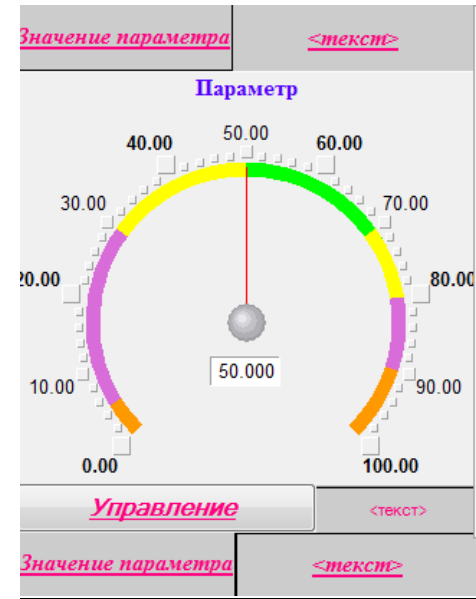 Значение параметра <текст>
Параметр
50.00
40.00 60.00
30.00 70.00
20.00 80.00
50.000
10.00 90.00
0.00 100.00
Управление <текст>
Значение параметра <текст>